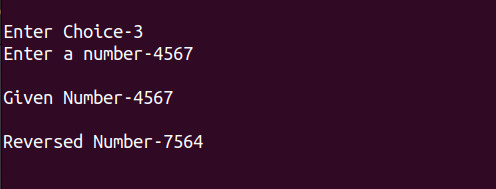 Enter Choice-3
Enter a number-4567
Given Number-4567
Reversed Number-7564